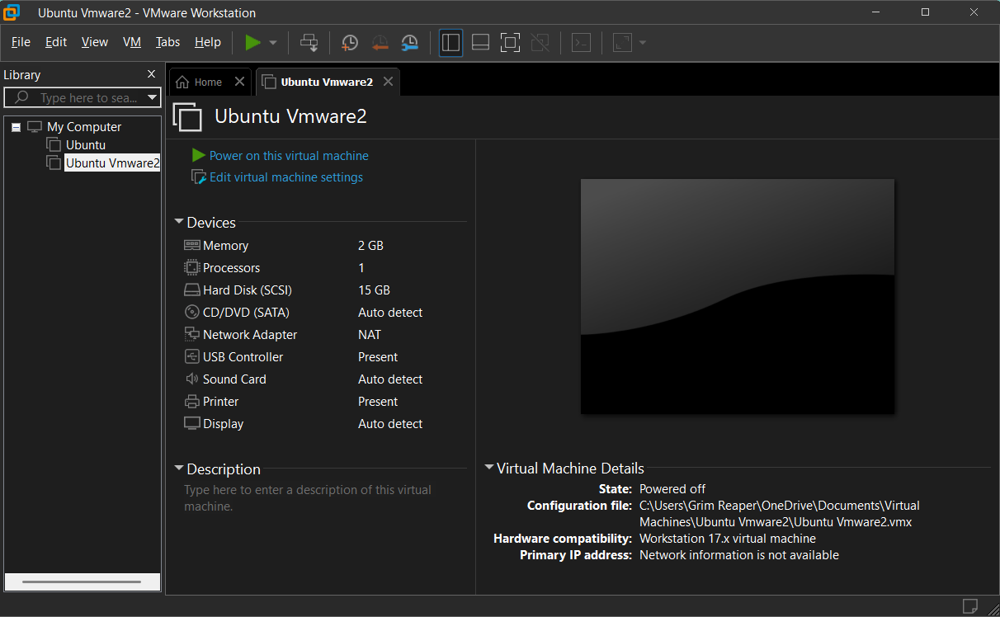 Ubuntu Vmware2 - VMware Workstation
File Edit View VM Tabs Help
Library
Type here to sea...
My Computer
Ubuntu
Ubuntu Vmware2
Home
Ubuntu Vmware2
Ubuntu Vmware2
Power on this virtual machine
Edit virtual machine settings
Devices
Memory 2 GB
Processors 1
Hard Disk (SCSI) 15 GB
CD/DVD (SATA) Auto detect
Network Adapter NAT
USB Controller Present
Sound Card Auto detect
Printer Present
Display Auto detect
Description
Type here to enter a description of this virtual
machine.
Virtual Machine Details
State: Powered off
Configuration file: C:\Users\Grim Reaper\OneDrive\Documents\Virtual
Machines\Ubuntu Vmware2\Ubuntu Vmware2.vmx
Hardware compatibility: Workstation 17.x virtual machine
Primary IP address: Network information is not available